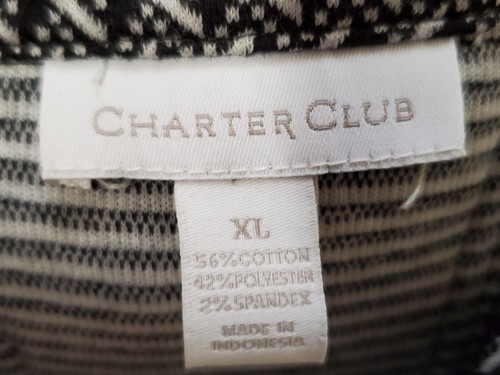 CHARTER CLUB
XL
56%COTTON
42%POLYESTER
2%SPANDEX
MADE IN
INDONESIA